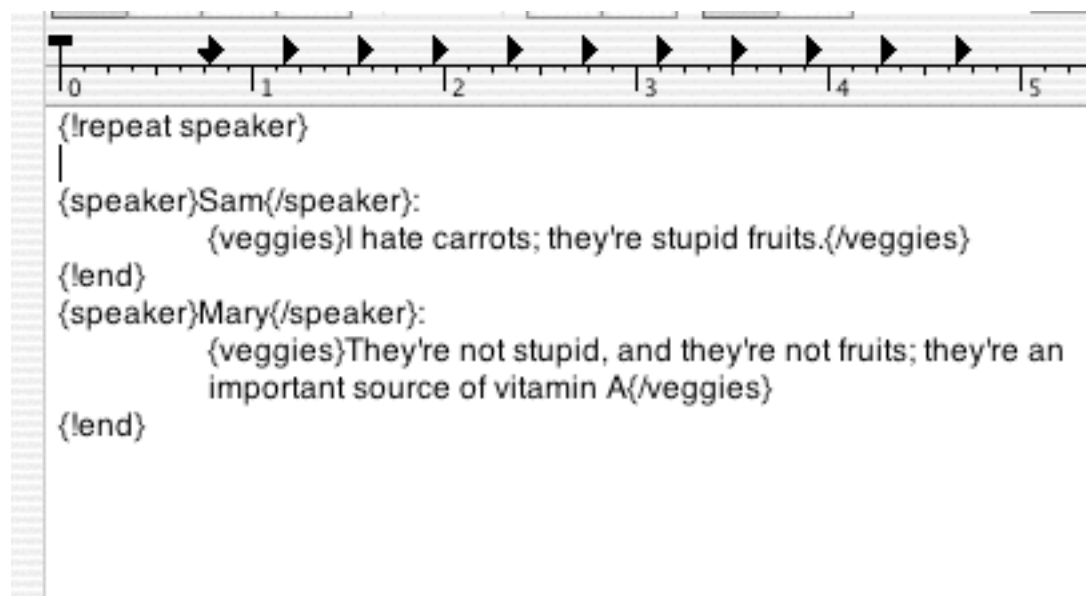 0 1 2 3 4 5
{!repeat speaker}
{speaker}Sam{/speaker}:
{veggies}I hate carrots; they're stupid fruits.{/veggies}
{!end}
{speaker}Mary{/speaker}:
{veggies}They're not stupid, and they're not fruits; they're an
important source of vitamin A{/veggies}
{!end}